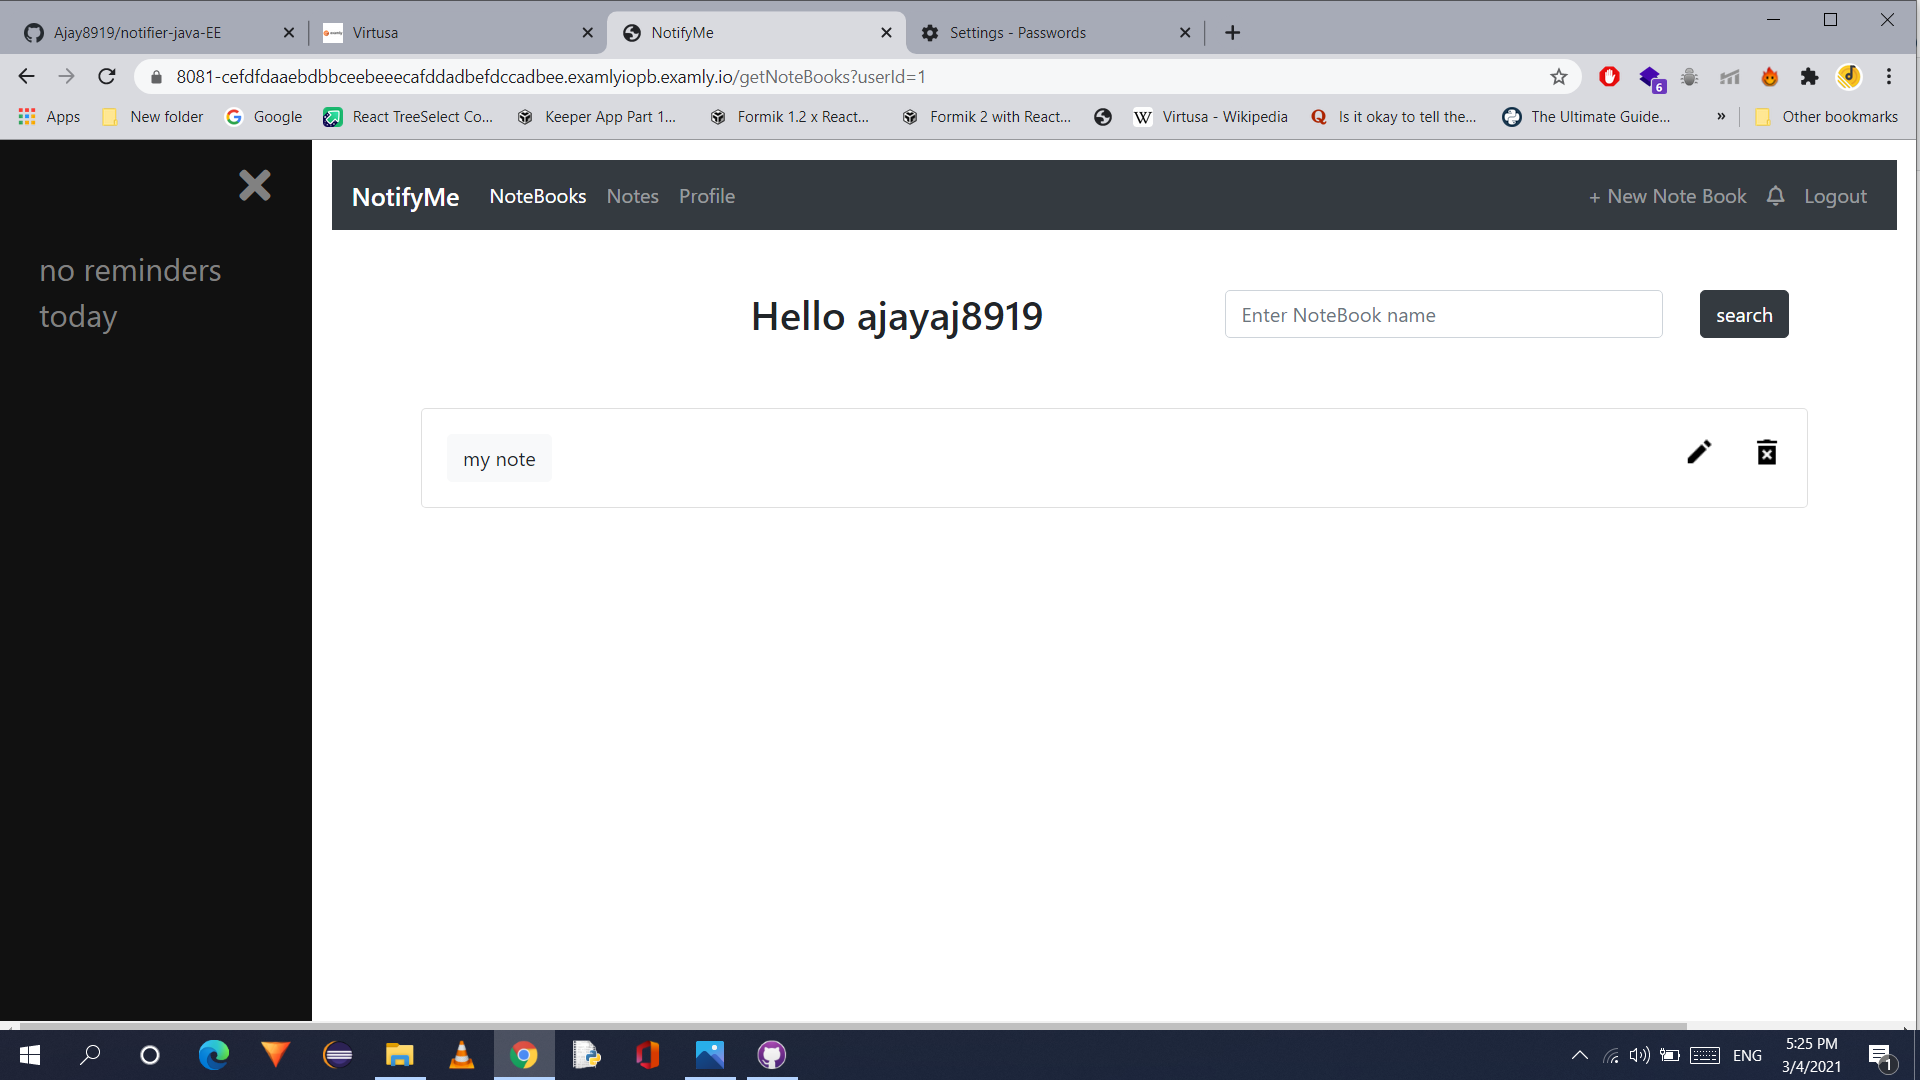 Ajay8919/notifier-java-EE
Virtusa
NotifyMe
Settings - Passwords
8081-cefdfdaaebdbbceebeeecafddadbefdccadbee.examlyiopb.examly.io/getNoteBooks?userId=1
6
Apps
New folder
Google
React TreeSelect Co...
Keeper App Part 1...
Formik 1.2 x React...
Formik 2 with React...
W Virtusa - Wikipedia
Is it okay to tell the...
The Ultimate Guide...
»
Other bookmarks
no reminders
today
NotifyMe
NoteBooks
Notes
Profile
+ New Note Book
Logout
Hello ajayaj8919
Enter NoteBook name
search
my note
ENG
5:25 PM
3/4/2021
1